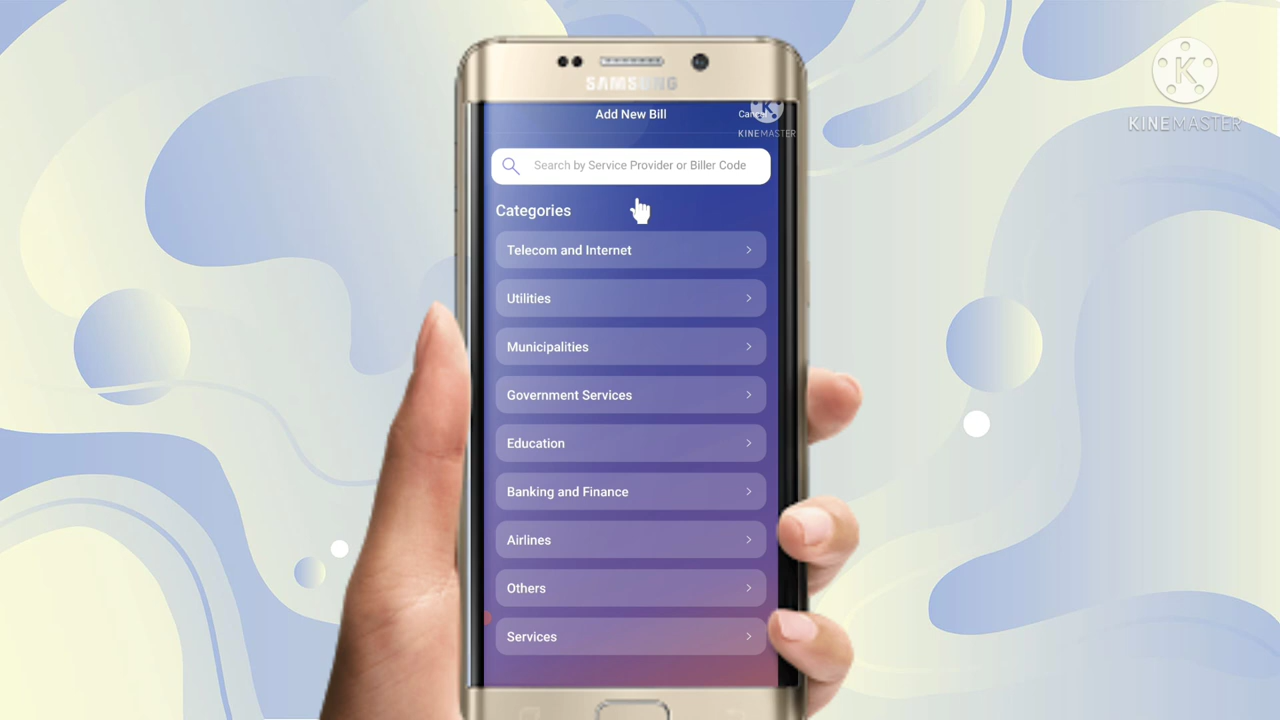 SAMSUNG
KINEMASTER
Add New Bill
Cancel
KINEMASTER
Search by Service Provider or Biller Code
Categories
Telecom and Internet
Utilities
Municipalities
Government Services
Education
Banking and Finance
Airlines
Others
Services